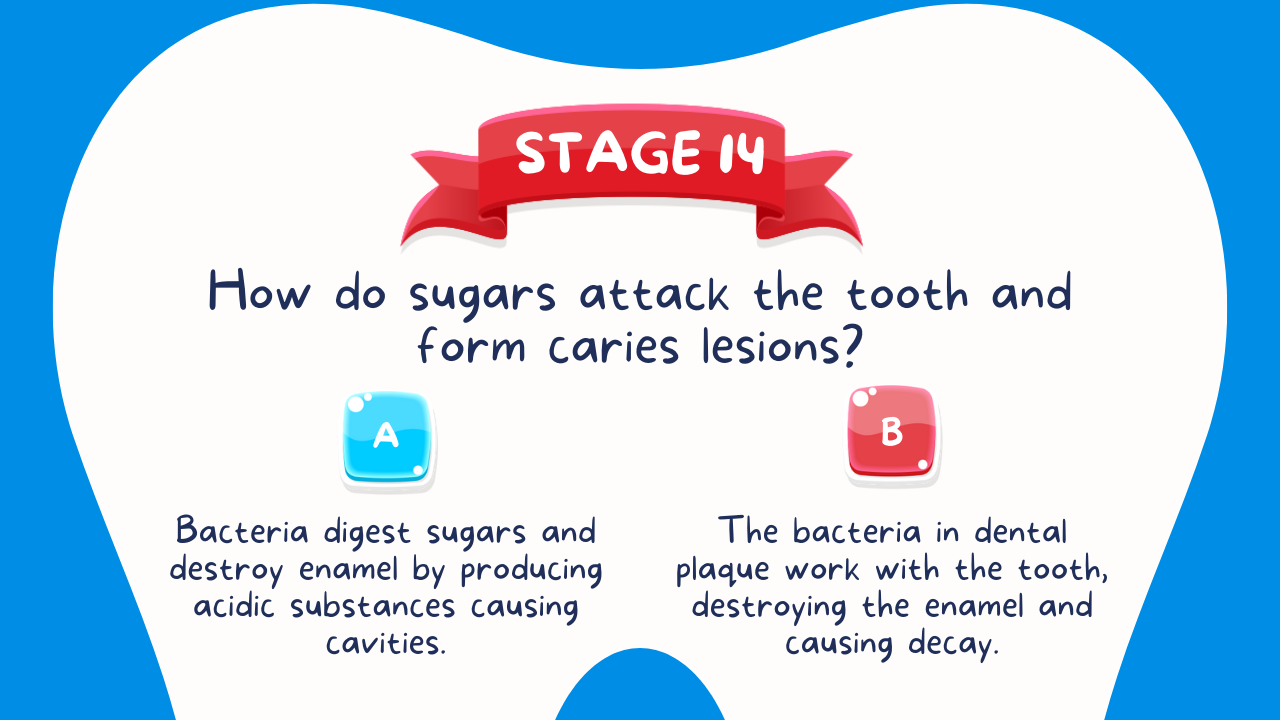 STAGE 14
How do sugars attack the tooth and
form caries lesions?
A
Bacteria digest sugars and
destroy enamel by producing
acidic substances causing
cavities.
B
The bacteria in dental
plaque work with the tooth,
destroying the enamel and
causing decay.